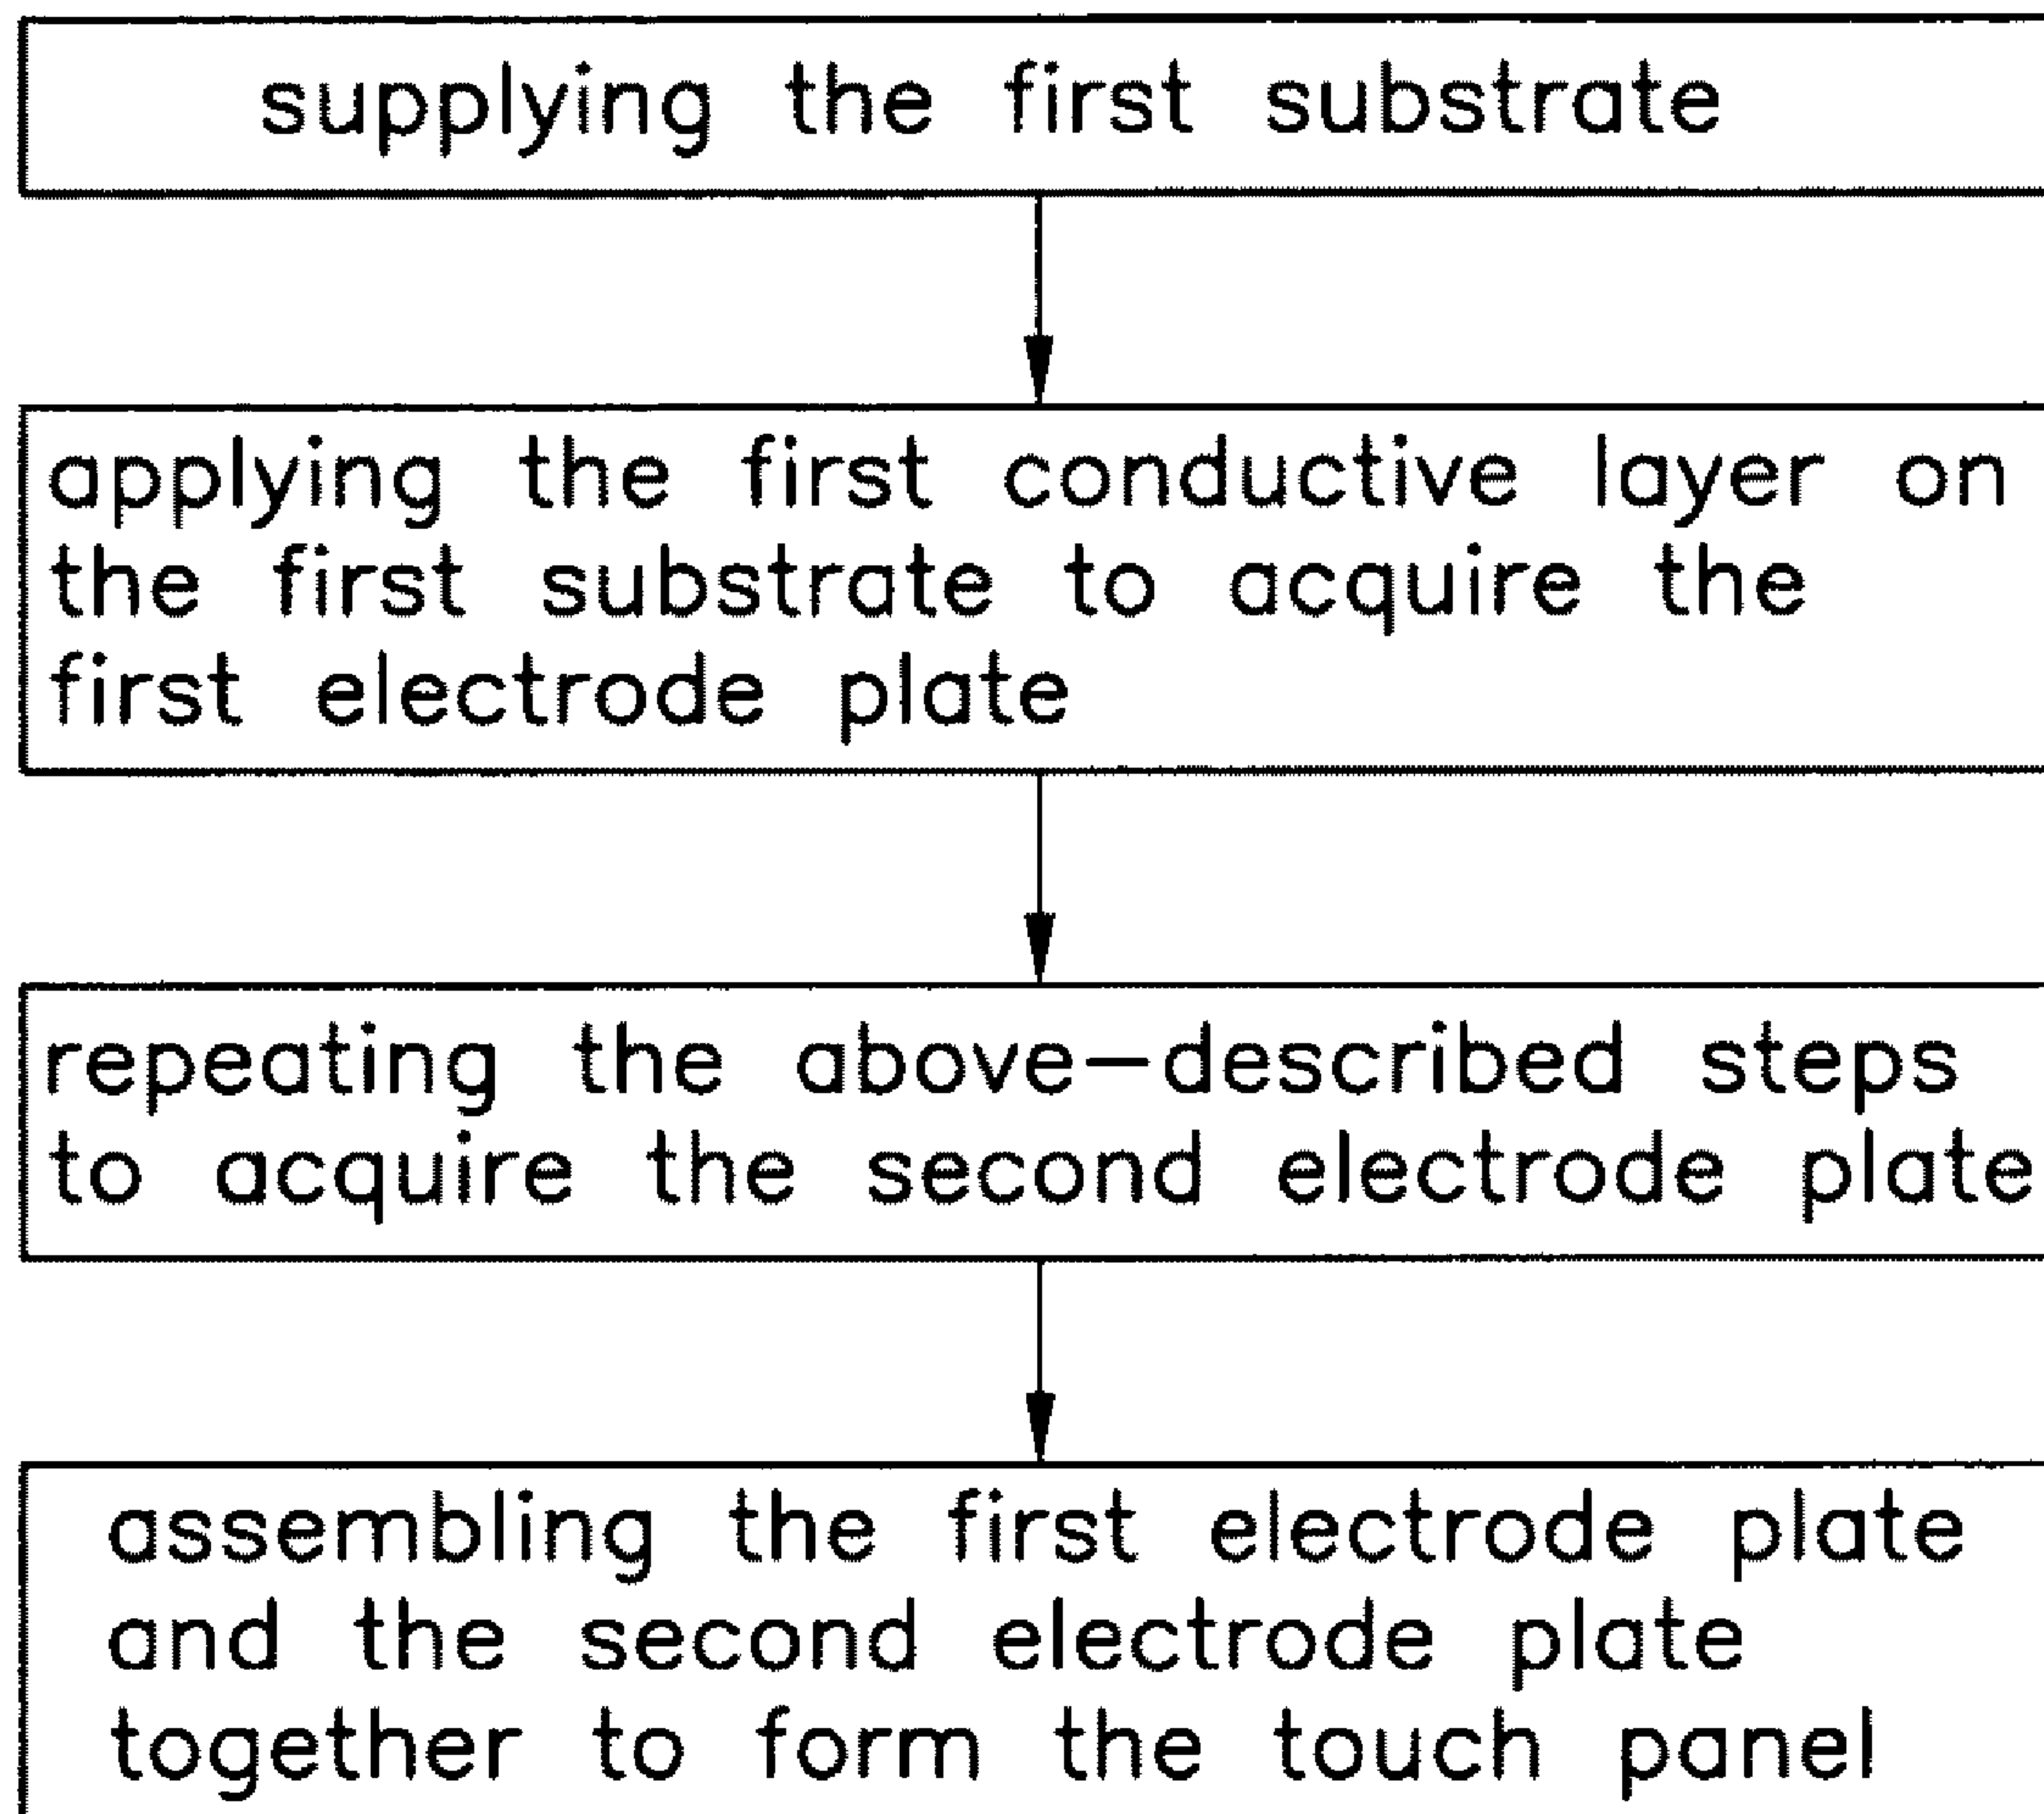 supplying the first substrate
applying the first conductive layer on
the first substrate to acquire the
first electrode plate
repeating the above-described steps
to acquire the second electrode plate
assembling the first electrode plate
and the second electrode plate
together to form the touch panel